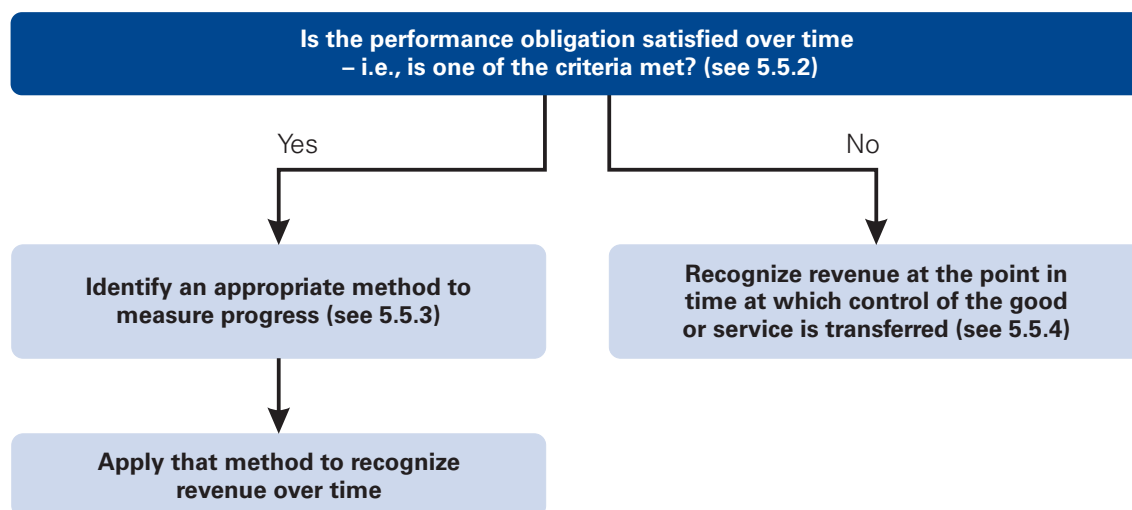 Is the performance obligation satisfied over time
– i.e., is one of the criteria met? (see 5.5.2)
Yes
No
Identify an appropriate method to
measure progress (see 5.5.3)
Recognize revenue at the point in
time at which control of the good
or service is transferred (see 5.5.4)
Apply that method to recognize
revenue over time